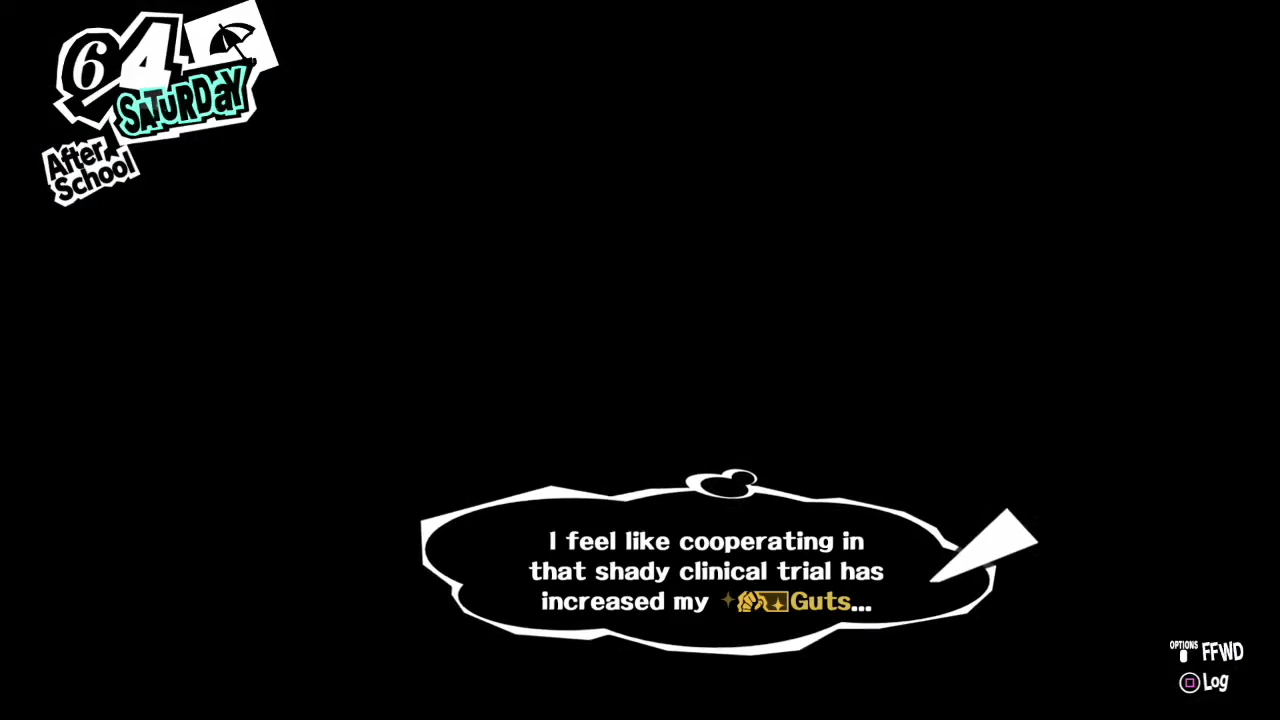 6 4
SATURDAY
After
School
I feel like cooperating in
that shady clinical trial has
increased my Guts...
OPTIONS FFWD
Log